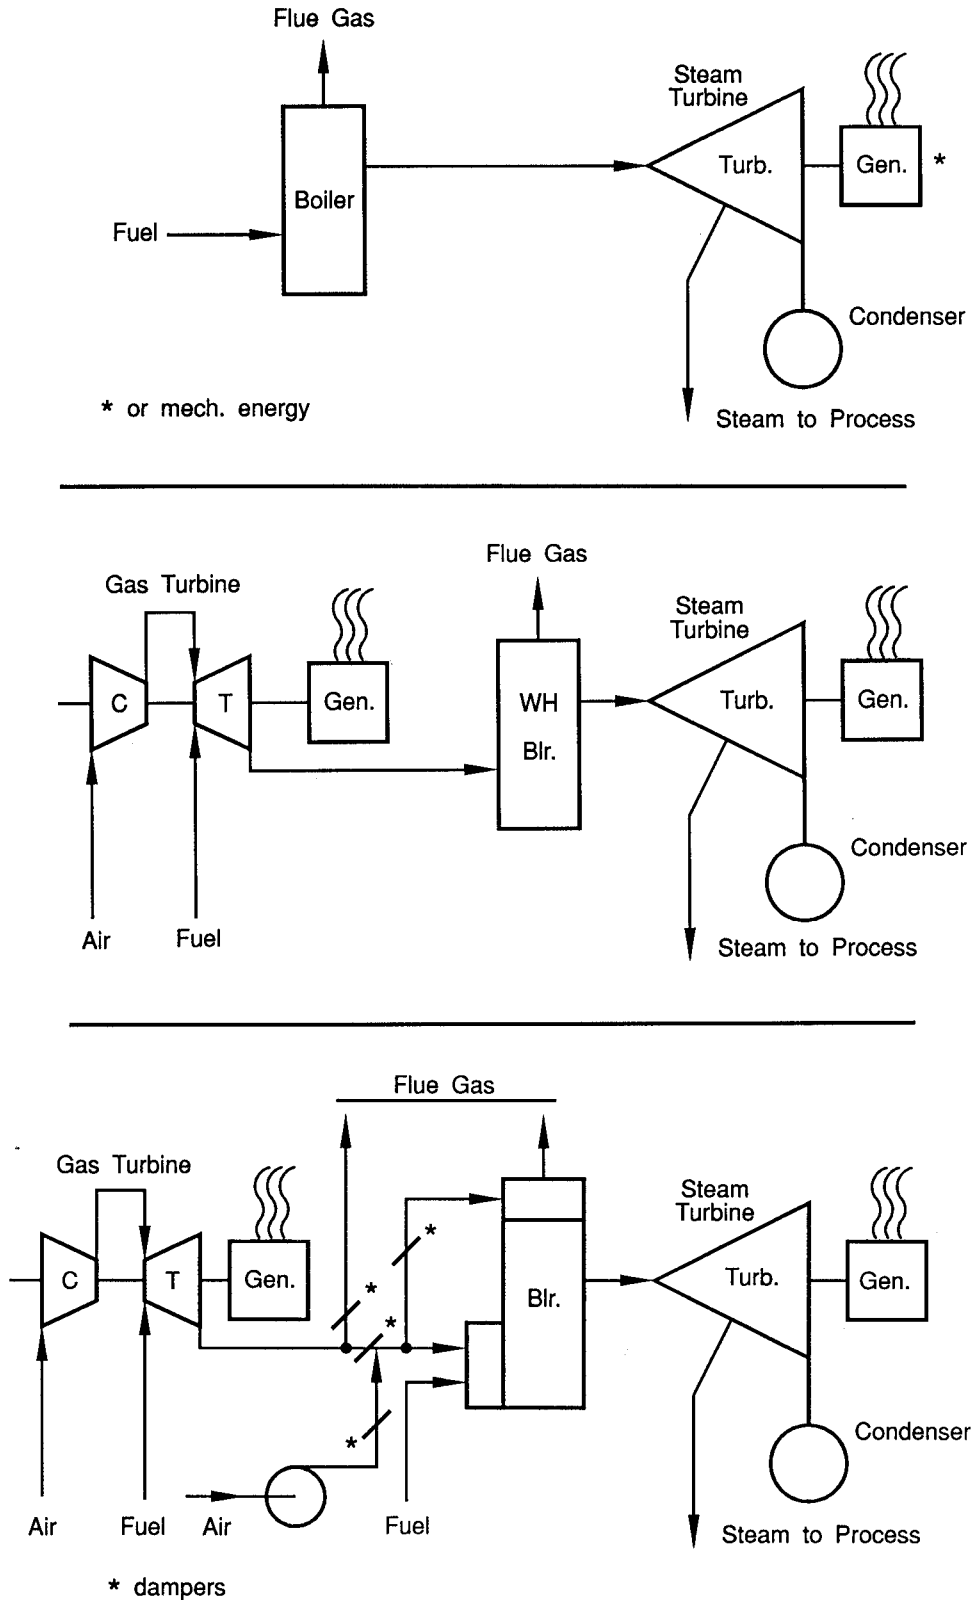 Flue Gas
Steam
Turbine
Turb.
Gen. *
Boiler
Fuel
Condenser
* or mech. energy
Steam to Process
Flue Gas
Gas Turbine
Steam
Turbine
C
T
Gen.
WH
Blr.
Turb.
Gen.
Condenser
Air
Fuel
Steam to Process
Flue Gas
Gas Turbine
Steam
Turbine
*
C
T
Gen.
*
*
Blr.
Turb.
Gen.
*
Condenser
Air
Fuel
Air
Fuel
Steam to Process
* dampers